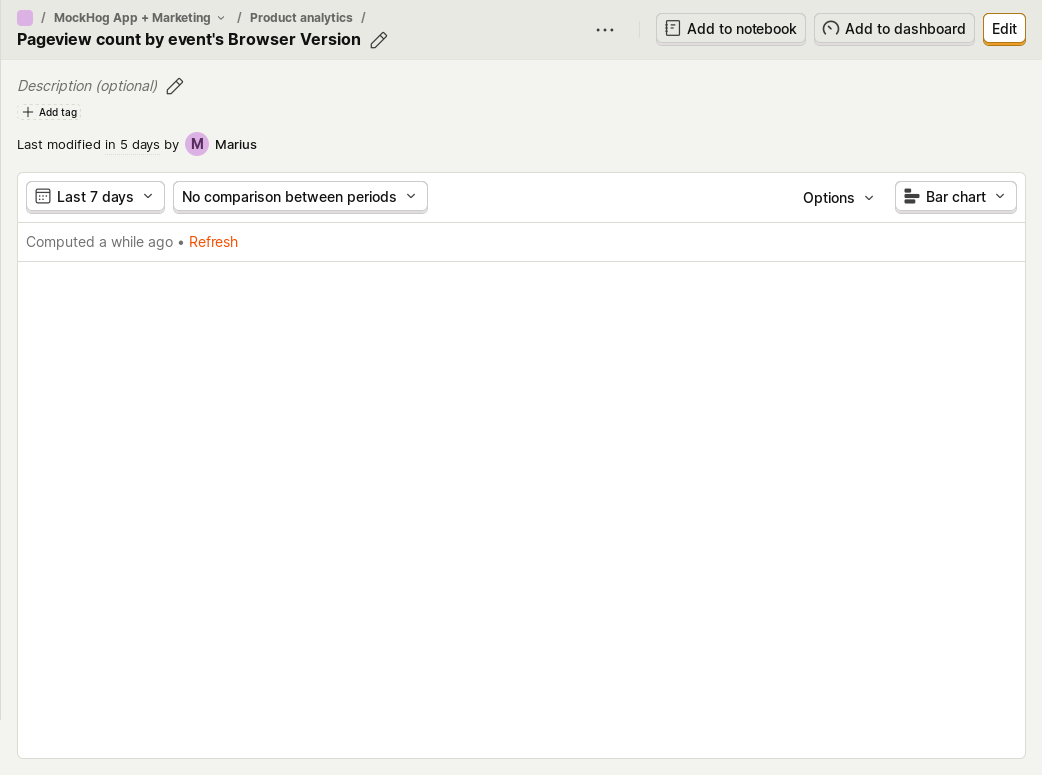 / MockHog App + Marketing / Product analytics /
Pageview count by event's Browser Version
Add to notebook
Add to dashboard
Edit
Description (optional)
Add tag
Last modified in 5 days by M Marius
Last 7 days
No comparison between periods
Options
Bar chart
Computed a while ago • Refresh